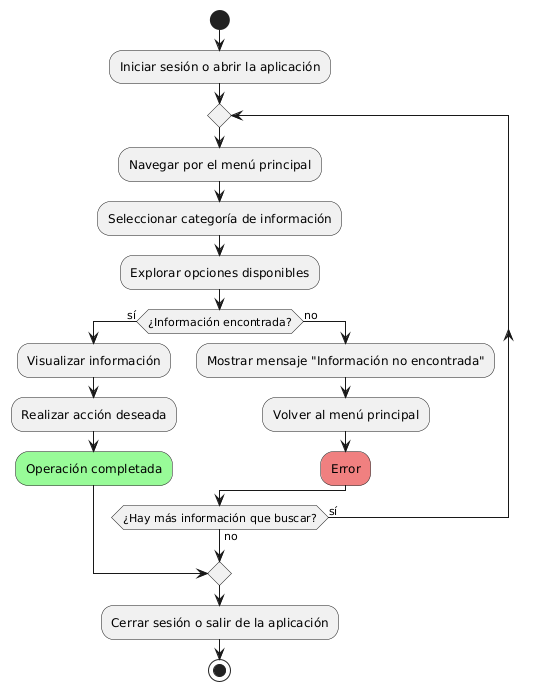 Iniciar sesión o abrir la aplicación
Navegar por el menú principal
Seleccionar categoría de información
Explorar opciones disponibles
sí
¿Información encontrada?
no
Visualizar información
Mostrar mensaje "Información no encontrada"
Realizar acción deseada
Volver al menú principal
Operación completada
Error
¿Hay más información que buscar?
sí
no
Cerrar sesión o salir de la aplicación